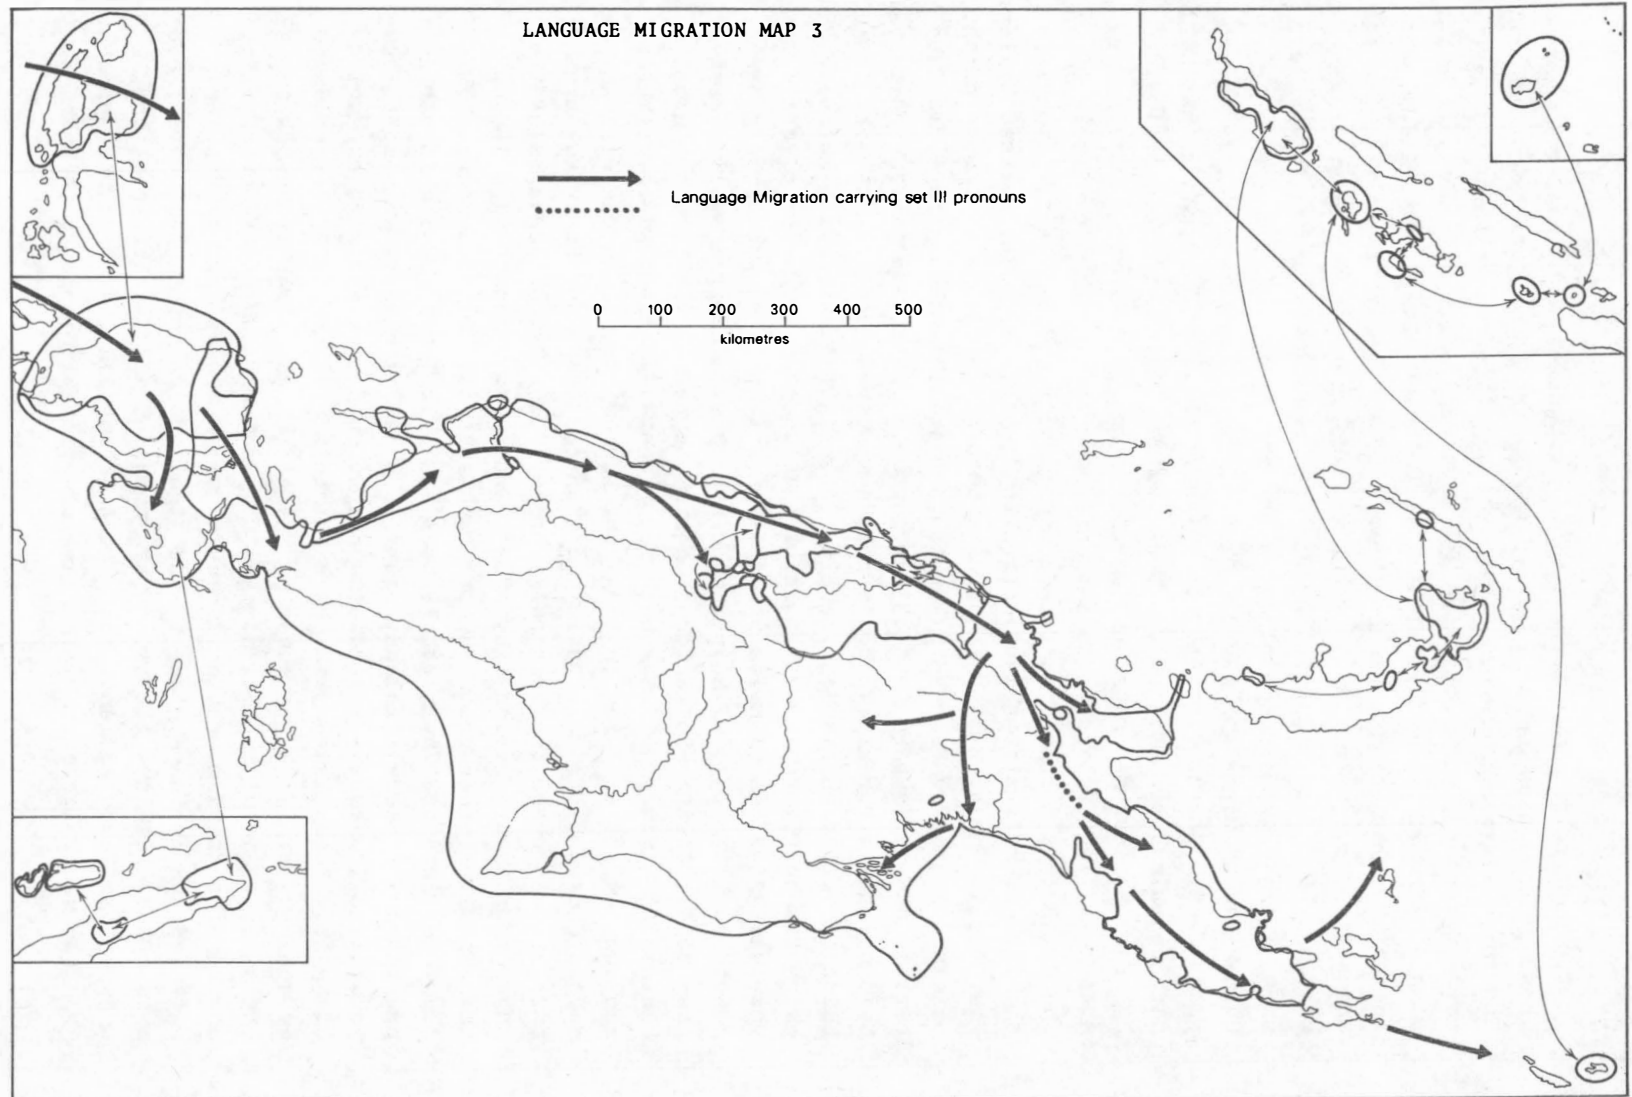 LANGUAGE MIGRATION MAP 3
Language Migration carrying set III pronouns
0 100 200 300 400 500
kilometres